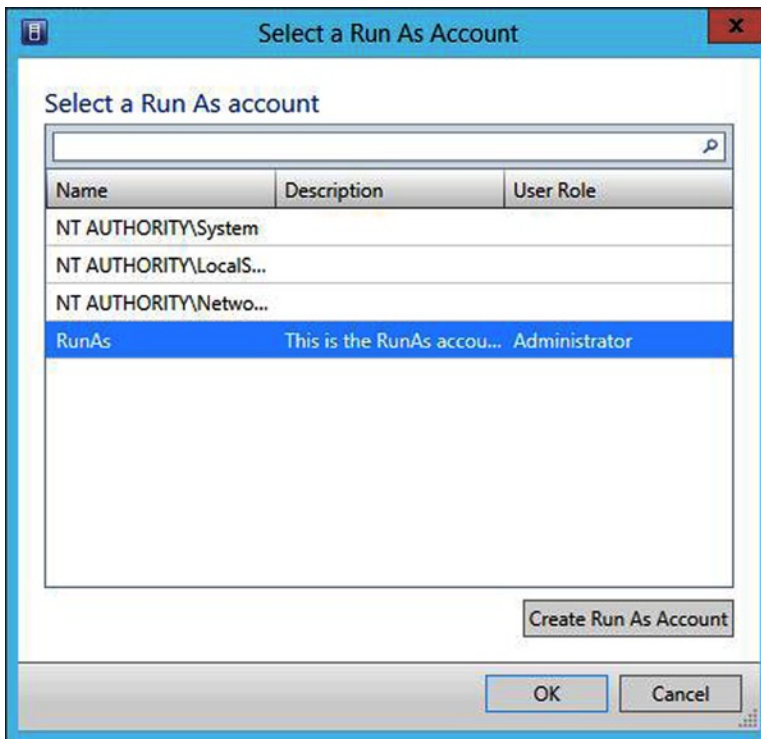 Select a Run As Account
x
Select a Run As account
Name Description User Role
NT AUTHORITY\System
NT AUTHORITY\LocalS...
NT AUTHORITY\Netwo...
RunAs This is the RunAs accou... Administrator
Create Run As Account
OK Cancel